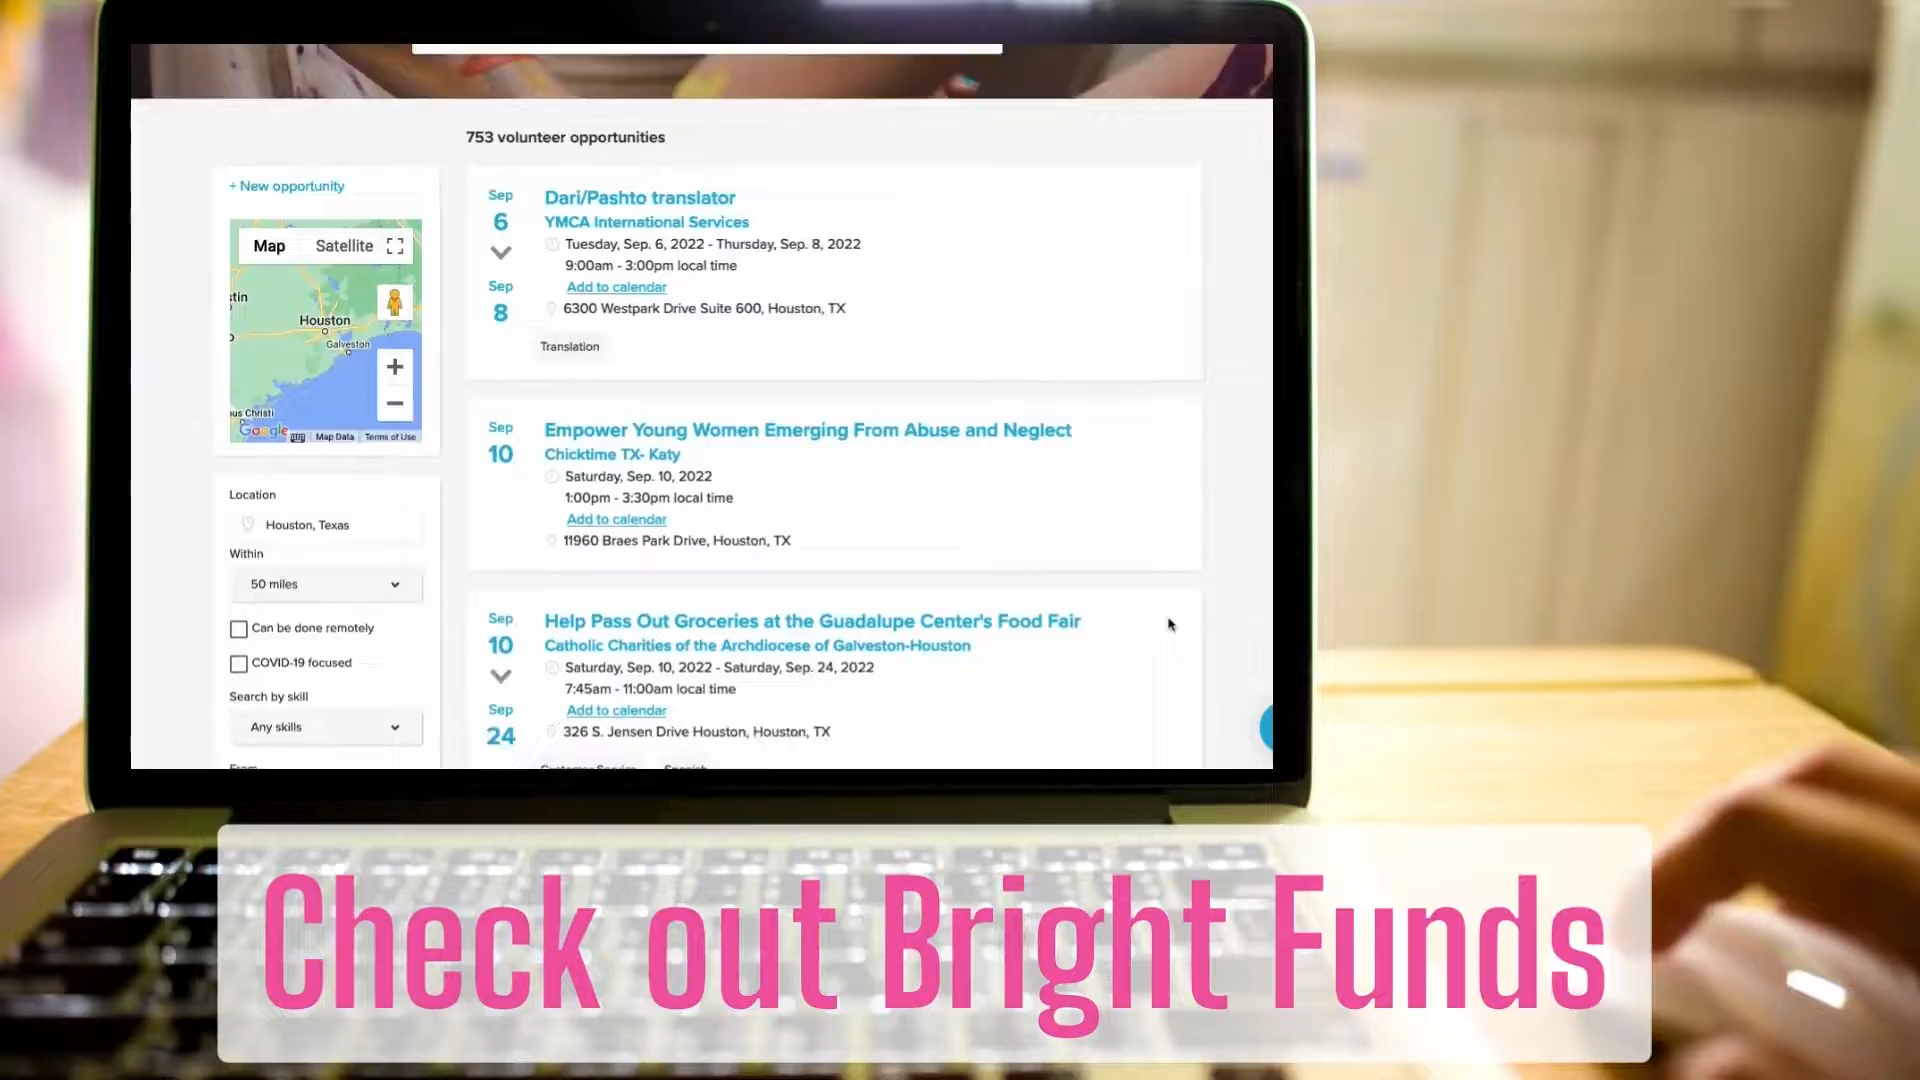 753 volunteer opportunities
+ New opportunity
Map Satellite
Houston
Galveston
Google
Map Data Terms of Use
Location
Houston, Texas
Within
50 miles
Can be done remotely
COVID-19 focused
Search by skill
Any skills
Sep
6
Sep
8
Dari/Pashto translator
YMCA International Services
Tuesday, Sep. 6, 2022 - Thursday, Sep. 8, 2022
9:00am - 3:00pm local time
Add to calendar
6300 Westpark Drive Suite 600, Houston, TX
Translation
Sep
10
Empower Young Women Emerging From Abuse and Neglect
Chicktime TX- Katy
Saturday, Sep. 10, 2022
1:00pm - 3:30pm local time
Add to calendar
11960 Braes Park Drive, Houston, TX
Sep
10
Sep
24
Help Pass Out Groceries at the Guadalupe Center's Food Fair
Catholic Charities of the Archdiocese of Galveston-Houston
Saturday, Sep. 10, 2022 - Saturday, Sep. 24, 2022
7:45am - 11:00am local time
Add to calendar
326 S. Jensen Drive Houston, Houston, TX
Check out Bright Funds